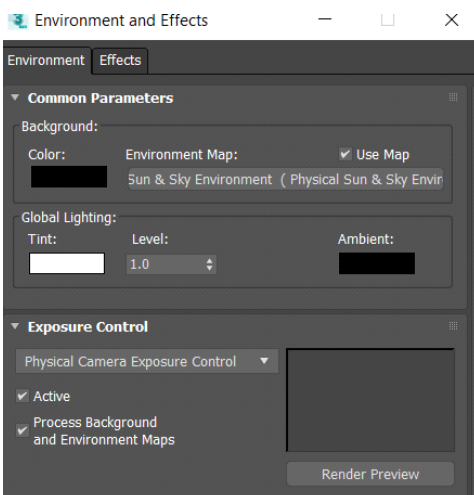 Environment and Effects
Environment Effects
Common Parameters
Background:
Color: Environment Map: Use Map
Sun & Sky Environment ( Physical Sun & Sky Envir
Global Lighting:
Tint: Level: Ambient:
1.0
Exposure Control
Physical Camera Exposure Control
Active
Process Background
and Environment Maps
Render Preview